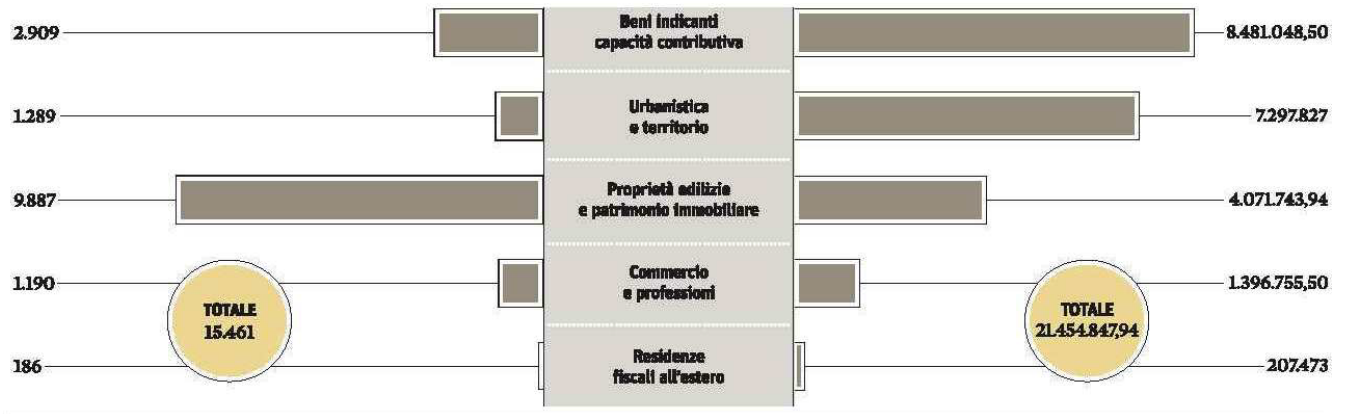 2.909
Beni indicanti
capacità contributiva
8.481.048,50
1.289
Urbanistica
e territorio
7.297.827
9.887
Proprietà edilizie
e patrimonio immobiliare
4.071.743,94
1.190
Commercio
e professioni
1.396.755,50
TOTALE
15.461
TOTALE
21.454.847,94
186
Residenze
fiscali all'estero
207.473